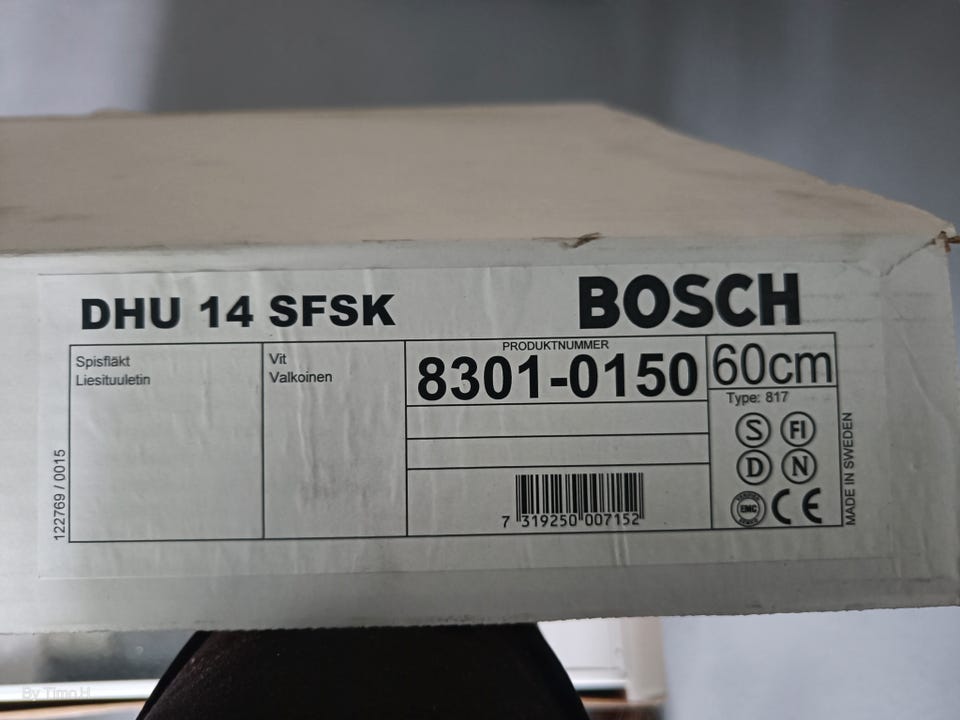 DHU 14 SFSK
BOSCH
Spisfläkt
Liesituuletin
Vit
Valkoinen
PRODUKTNUMMER
8301-0150
60cm
Type: 817
S FI
D N
EMC
CE
7 319250 007152
122769 / 0015
MADE IN SWEDEN
By Timo.H